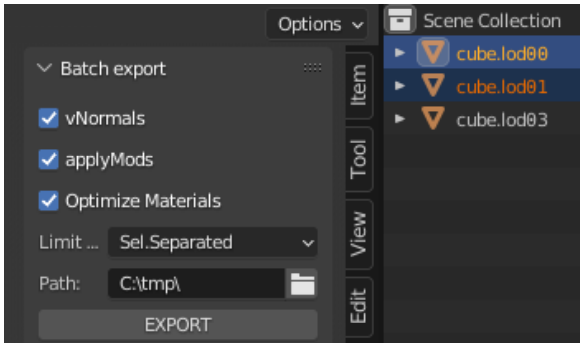 Options
Batch export
vNormals
applyMods
Optimize Materials
Limit ... Sel.Separated
Path: C:\tmp\
EXPORT
Item
Tool
View
Edit
Scene Collection
cube.lod00
cube.lod01
cube.lod03